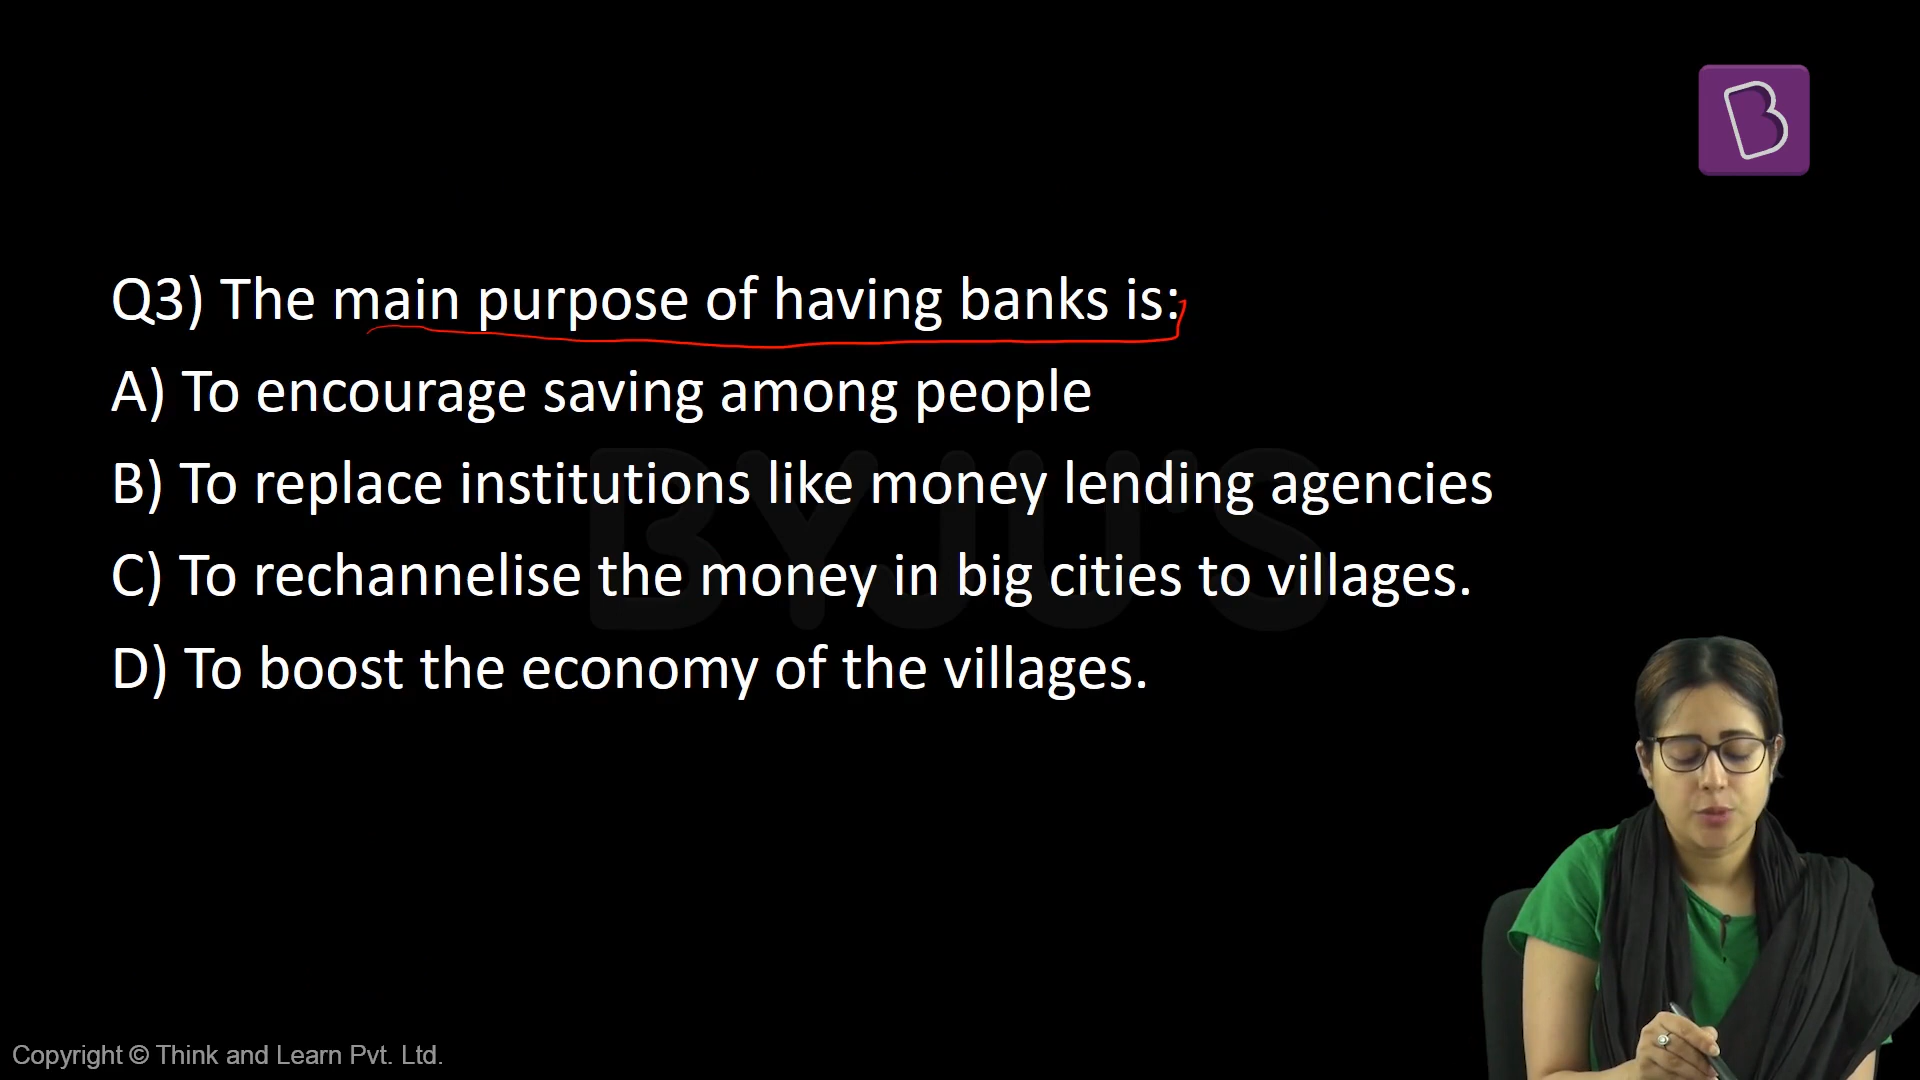 B
Q3) The main purpose of having banks is:
A) To encourage saving among people
B) To replace institutions like money lending agencies
C) To rechannelise the money in big cities to villages.
D) To boost the economy of the villages.
BYJU'S
Copyright © Think and Learn Pvt. Ltd.